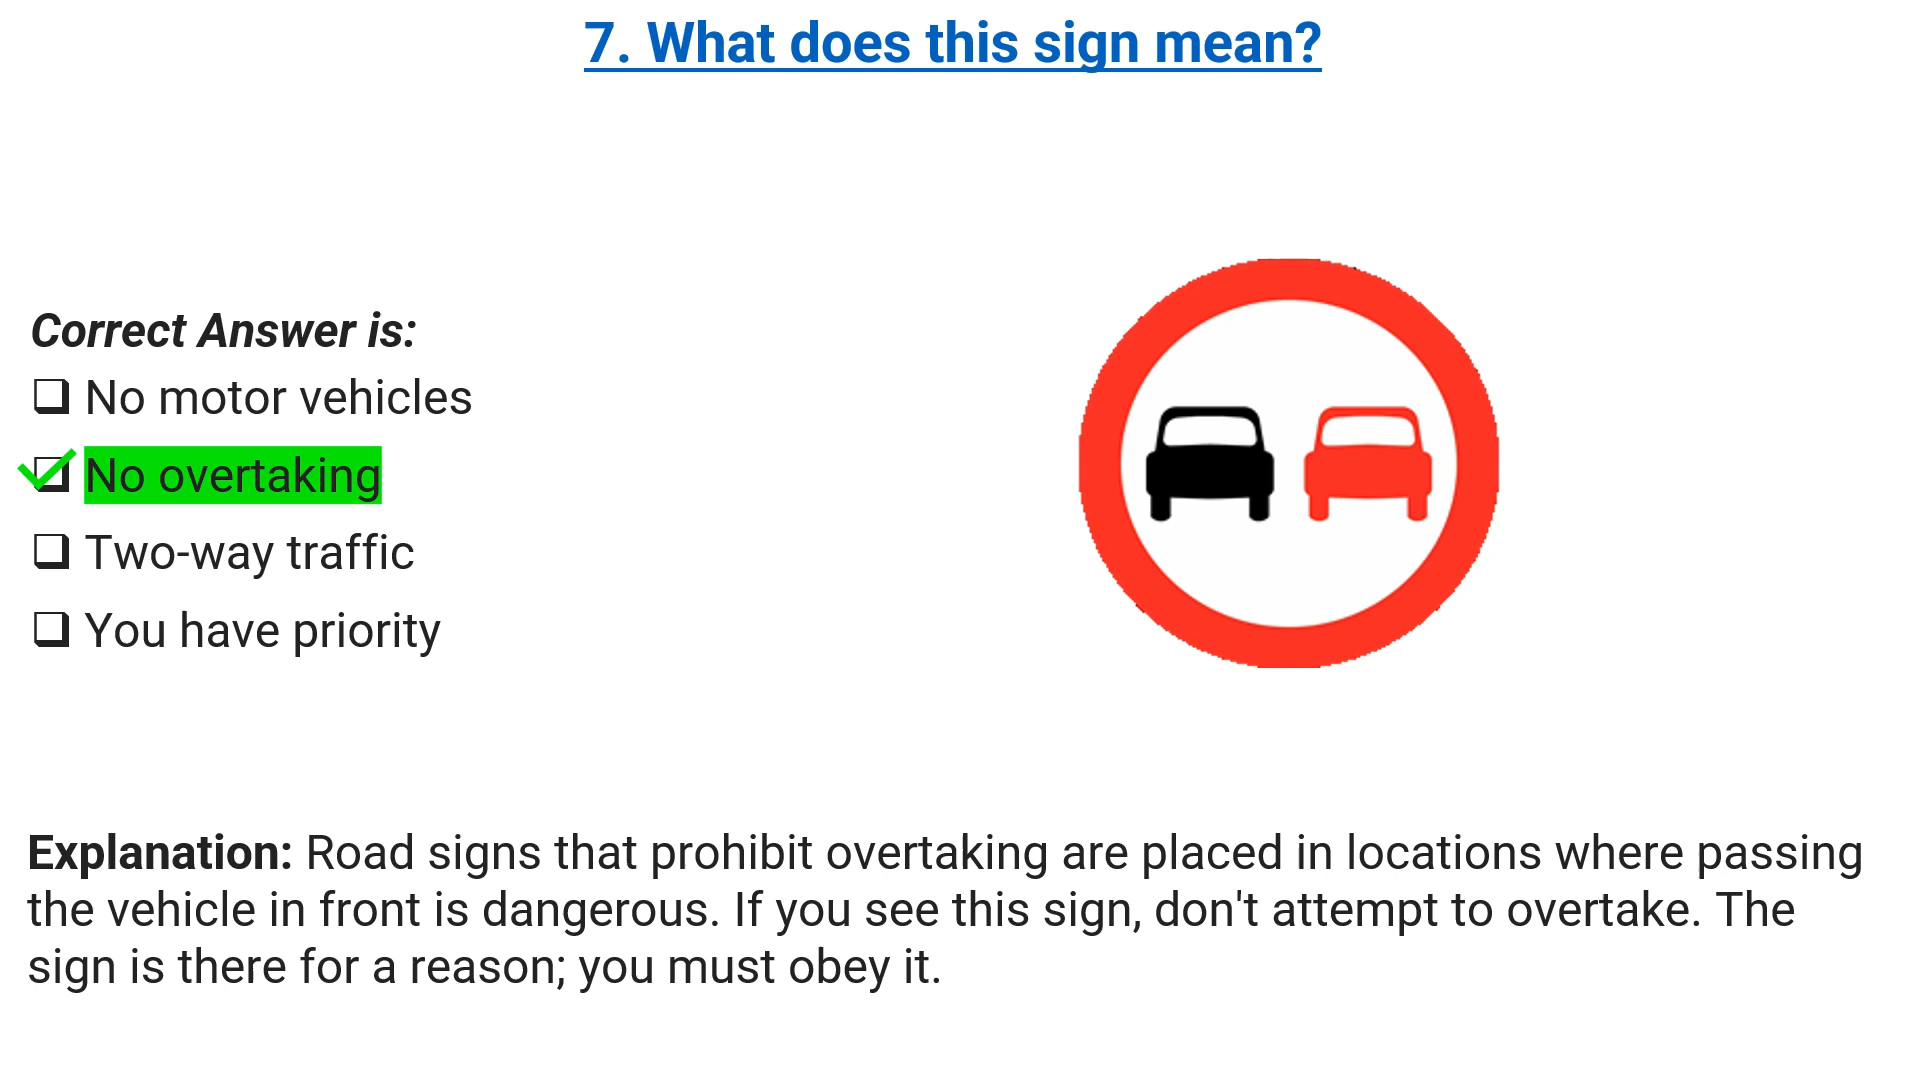 7. What does this sign mean?
Correct Answer is:
❑ No motor vehicles
❑ No overtaking
❑ Two-way traffic
❑ You have priority
Explanation: Road signs that prohibit overtaking are placed in locations where passing
the vehicle in front is dangerous. If you see this sign, don't attempt to overtake. The
sign is there for a reason; you must obey it.